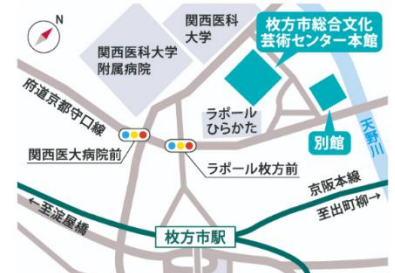 N
関西医科
大学
枚方市総合文化
芸術センター本館
関西医科大学
附属病院
府道京都守口線
ラポール
ひらかた
別館
天野川
関西医大病院前
ラポール枚方前
京阪本線
至出町柳→
←至淀屋橋
枚方市駅